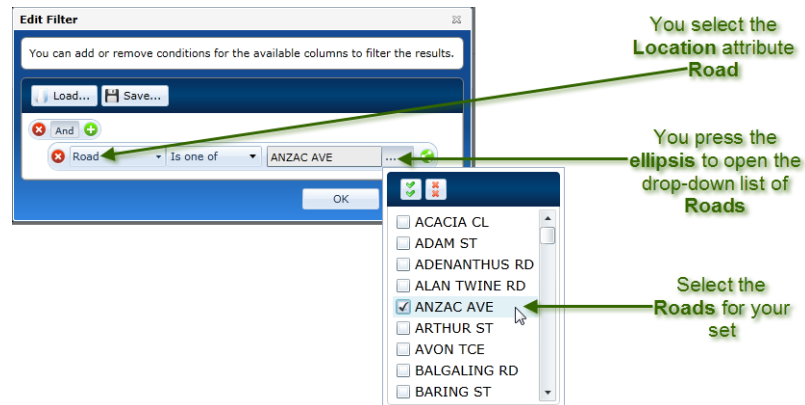 Edit Filter
You can add or remove conditions for the available columns to filter the results.
Load... Save...
And
Road Is one of ANZAC AVE ...
OK
ACACIA CL
ADAM ST
ADENANTHUS RD
ALAN TWINE RD
ANZAC AVE
ARTHUR ST
AVON TCE
BALGALING RD
BARING ST
You select the
Location attribute
Road
You press the
ellipsis to open the
drop-down list of
Roads
Select the
Roads for your
set